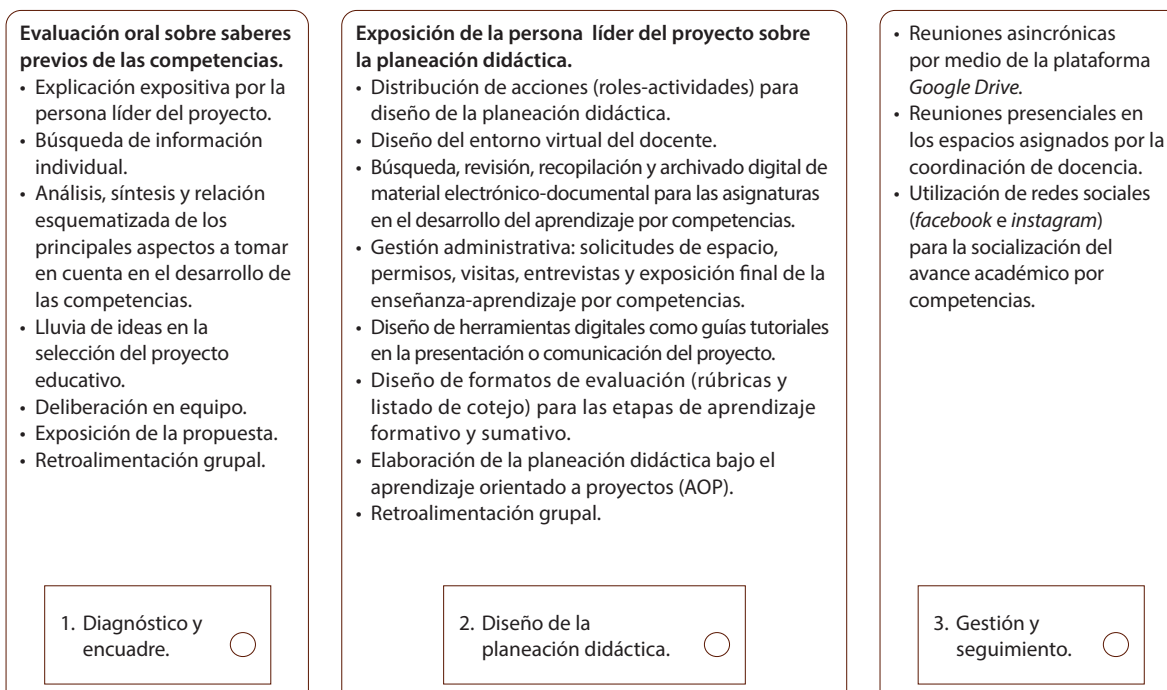 Evaluación oral sobre saberes
previos de las competencias.
• Explicación expositiva por la
persona líder del proyecto.
• Búsqueda de información
individual.
• Análisis, síntesis y relación
esquematizada de los
principales aspectos a tomar
en cuenta en el desarrollo de
las competencias.
• Lluvia de ideas en la
selección del proyecto
educativo.
• Deliberación en equipo.
• Exposición de la propuesta.
• Retroalimentación grupal.
1. Diagnóstico y
encuadre.
Exposición de la persona líder del proyecto sobre
la planeación didáctica.
• Distribución de acciones (roles-actividades) para
diseño de la planeación didáctica.
• Diseño del entorno virtual del docente.
• Búsqueda, revisión, recopilación y archivado digital de
material electrónico-documental para las asignaturas
en el desarrollo del aprendizaje por competencias.
• Gestión administrativa: solicitudes de espacio,
permisos, visitas, entrevistas y exposición final de la
enseñanza-aprendizaje por competencias.
• Diseño de herramientas digitales como guías tutoriales
en la presentación o comunicación del proyecto.
• Diseño de formatos de evaluación (rúbricas y
listado de cotejo) para las etapas de aprendizaje
formativo y sumativo.
• Elaboración de la planeación didáctica bajo el
aprendizaje orientado a proyectos (AOP).
• Retroalimentación grupal.
2. Diseño de la
planeación didáctica.
• Reuniones asincrónicas
por medio de la plataforma
Google Drive.
• Reuniones presenciales en
los espacios asignados por la
coordinación de docencia.
• Utilización de redes sociales
(facebook e instagram)
para la socialización del
avance académico por
competencias.
3. Gestión y
seguimiento.